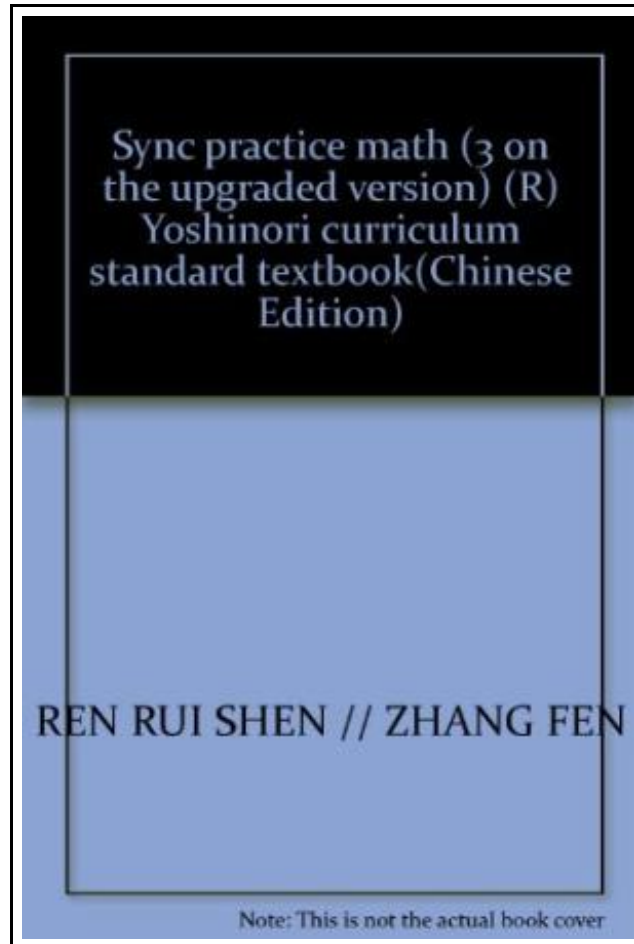 Sync practice math (3 on
the upgraded version) (R)
Yoshinori curriculum
standard textbook(Chinese
Edition)
REN RUI SHEN // ZHANG FEN
Note: This is not the actual book cover